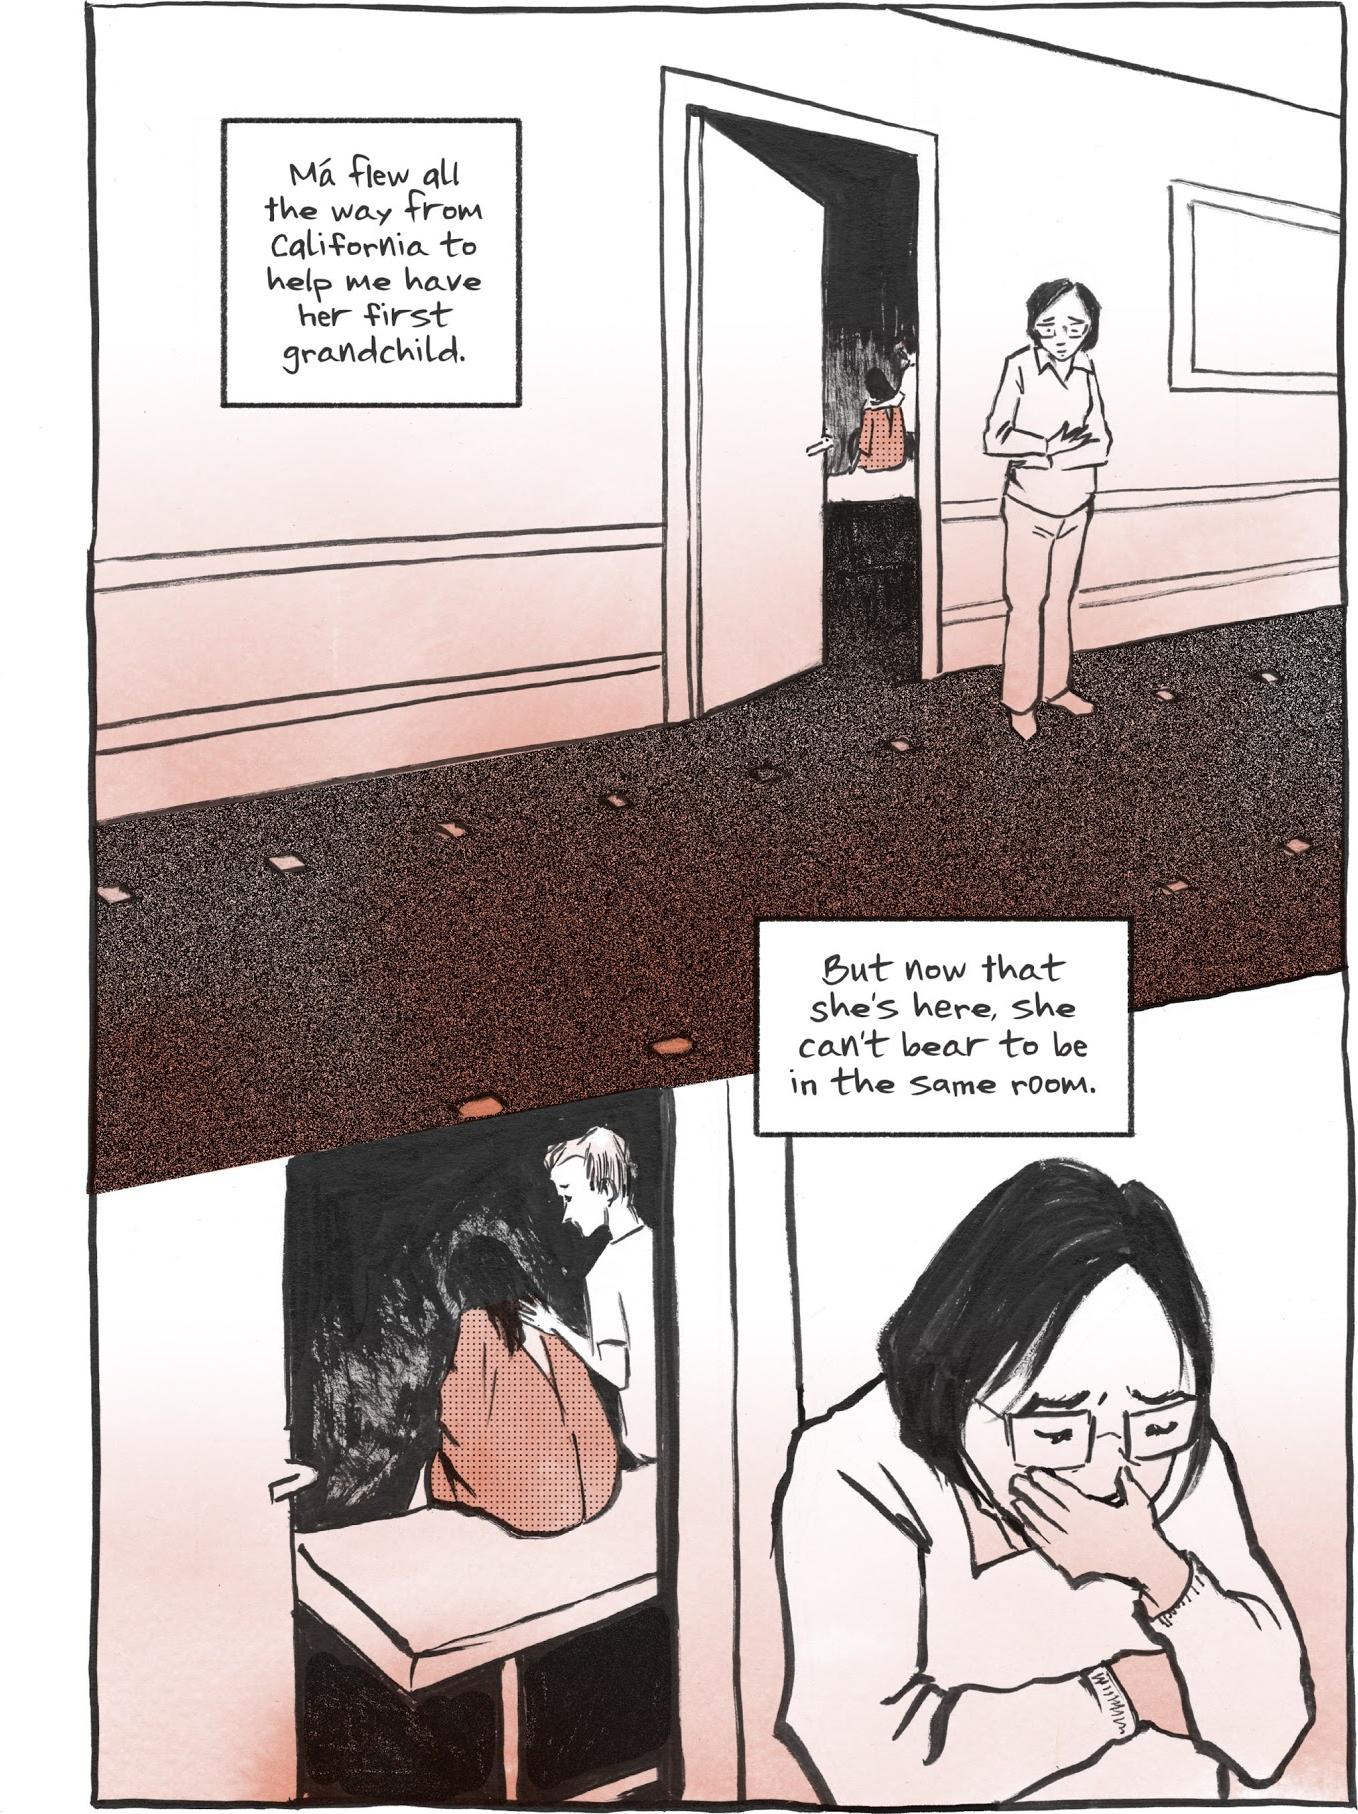 Má flew all
the way from
California to
help me have
her first
grandchild.
But now that
she's here, she
can't bear to be
in the same room.